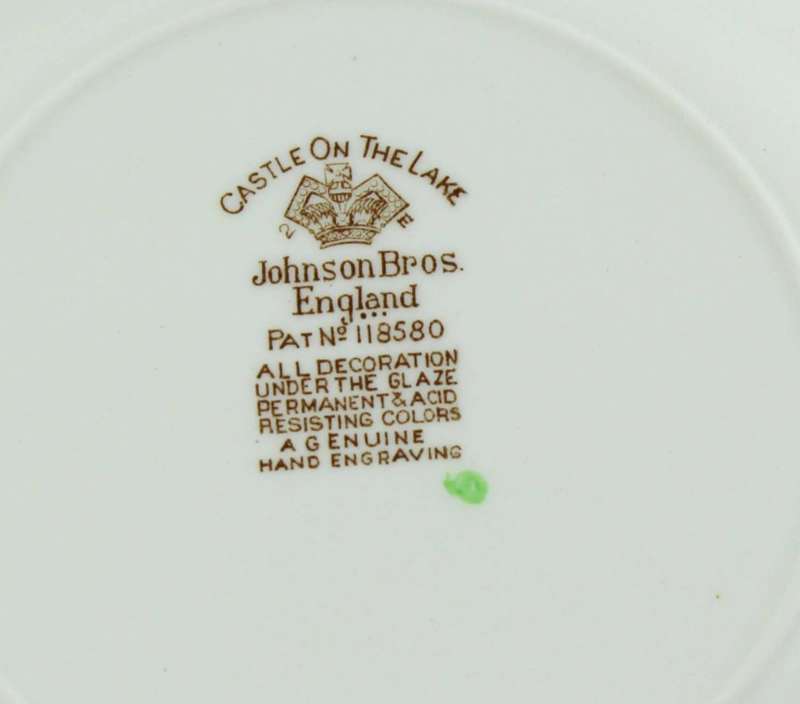 CASTLE ON THE LAKE
2 E
Johnson Bros.
England
PAT Nº 118580
ALL DECORATION
UNDER THE GLAZE
PERMANENT & ACID
RESISTING COLORS
A GENUINE
HAND ENGRAVING